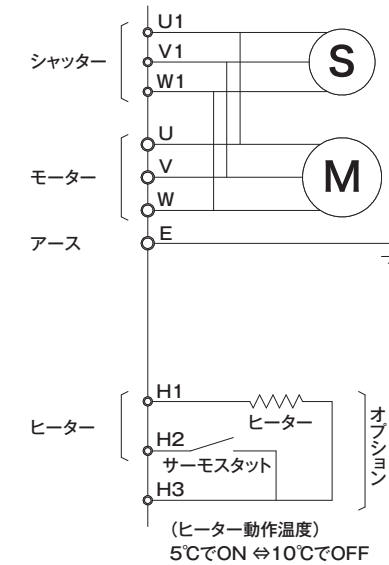 シャッター
U1
V1
W1
S
モーター
U
V
W
M
アース
E
ヒーター
H1
ヒーター
H2
サーモスタット
H3
オプション
(ヒーター動作温度)
5℃でON ⇔10℃でOFF